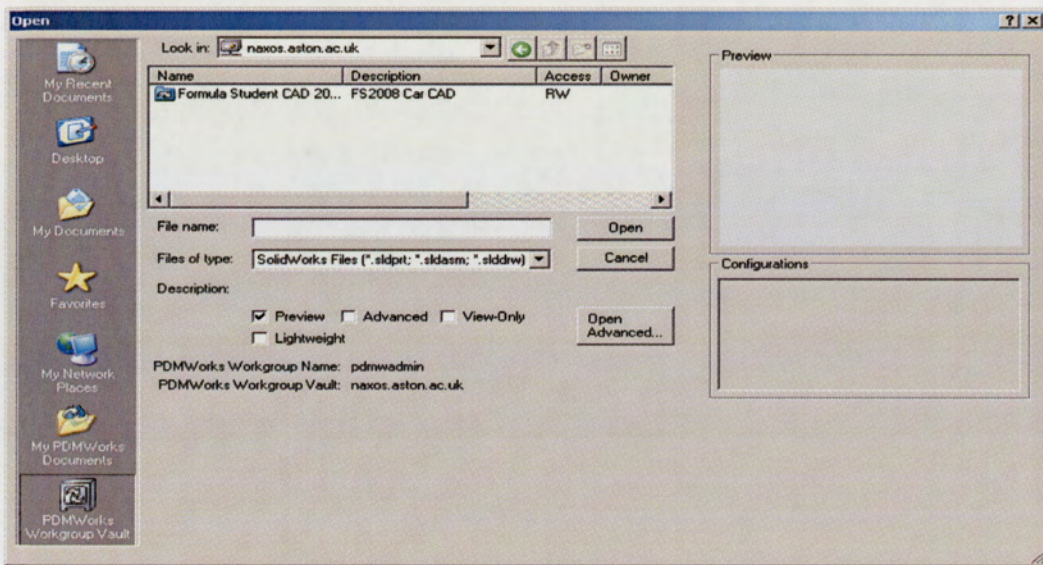 Open
Look in: naxos.aston.ac.uk
My Recent
Documents
Desktop
My Documents
Favorites
My Network
Places
My PDMWorks
Documents
PDMWorks
Workgroup Vault
Name Description Access Owner
Formula Student CAD 20... FS2008 Car CAD RW
File name:
Open
Files of type: SolidWorks Files (*.sldprt; *.sldasm; *.slddrw)
Cancel
Description:
Preview Advanced View-Only
Lightweight
Open
Advanced...
PDMWorks Workgroup Name: pdmwadmin
PDMWorks Workgroup Vault: naxos.aston.ac.uk
Preview
Configurations